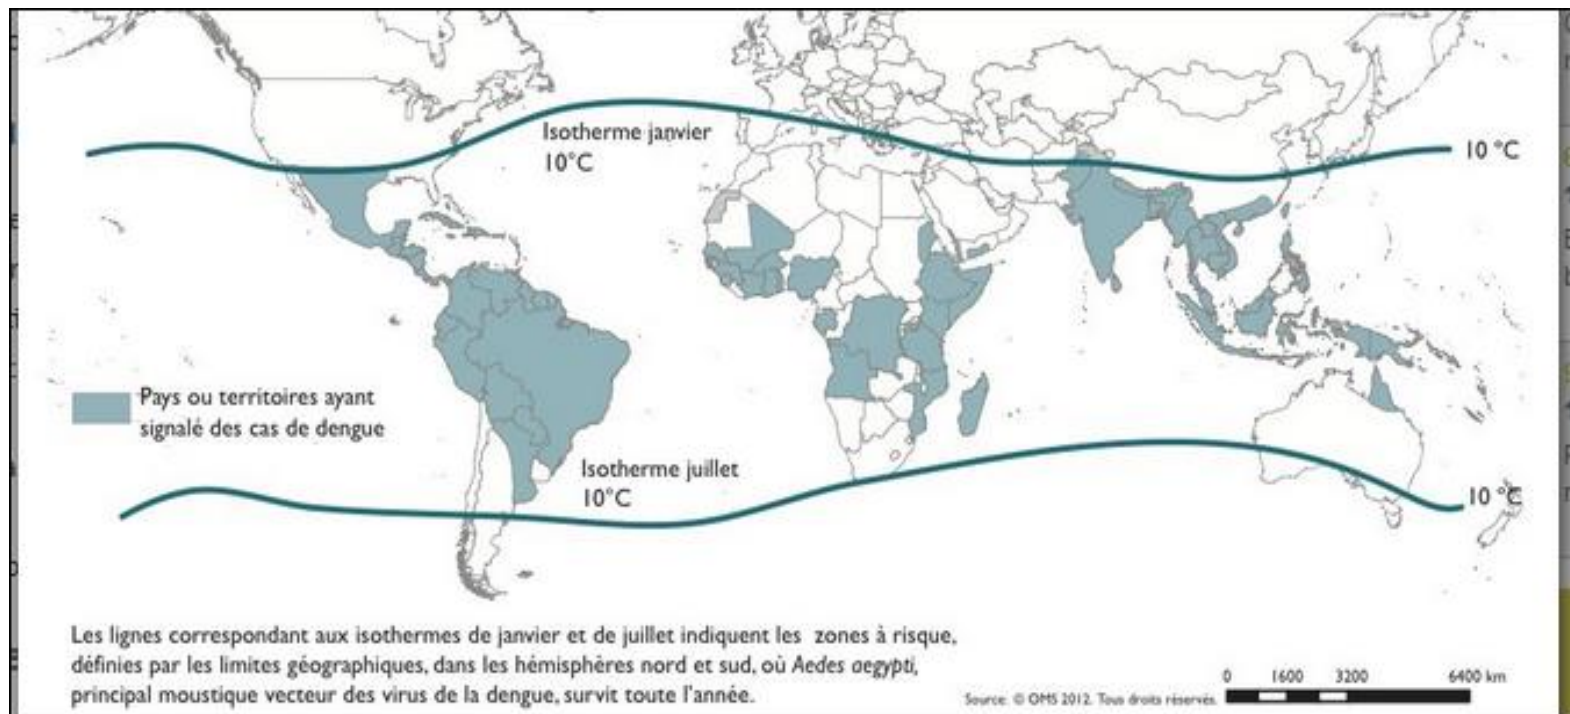 Isotherme janvier
10°C
10 °C
Pays ou territoires ayant
signalé des cas de dengue
Isotherme juillet
10°C
10 °C
Les lignes correspondant aux isothermes de janvier et de juillet indiquent les zones à risque,
définies par les limites géographiques, dans les hémisphères nord et sud, où Aedes aegypti,
principal moustique vecteur des virus de la dengue, survit toute l'année.
Source: © OMS 2012. Tous droits réservés.
0 1600 3200 6400 km